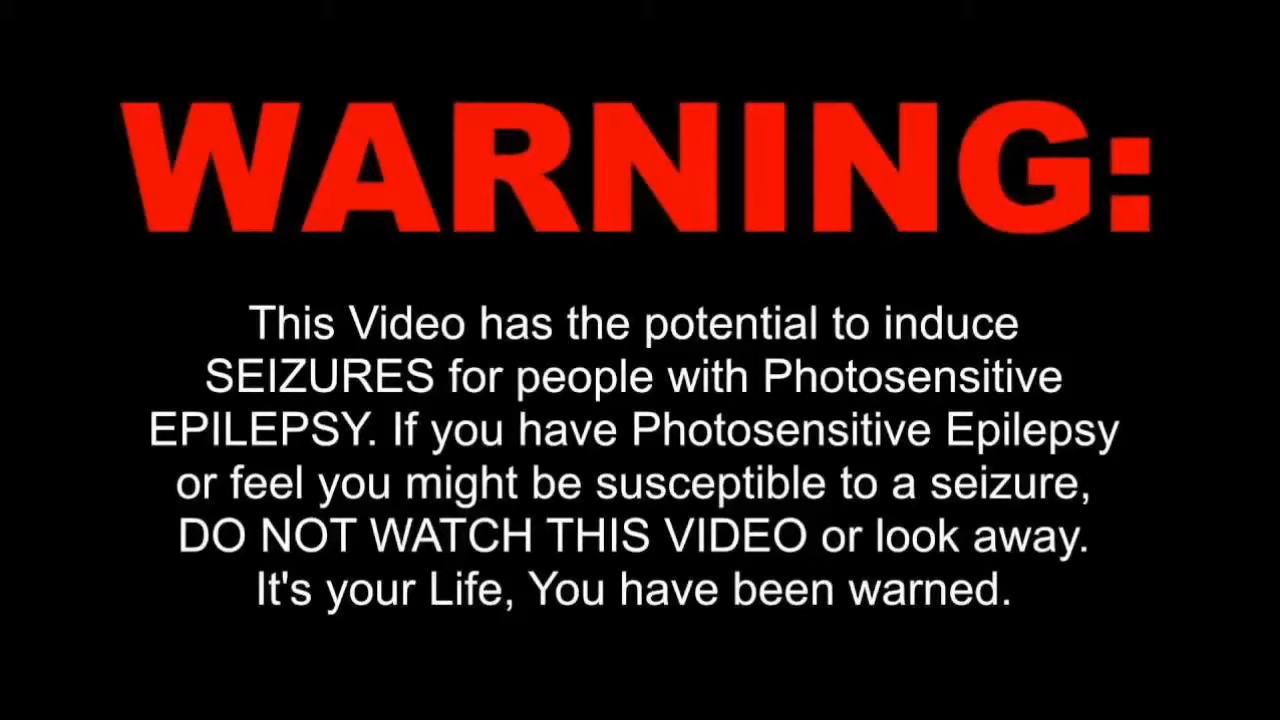 WARNING:
This Video has the potential to induce
SEIZURES for people with Photosensitive
EPILEPSY. If you have Photosensitive Epilepsy
or feel you might be susceptible to a seizure,
DO NOT WATCH THIS VIDEO or look away.
It's your Life, You have been warned.